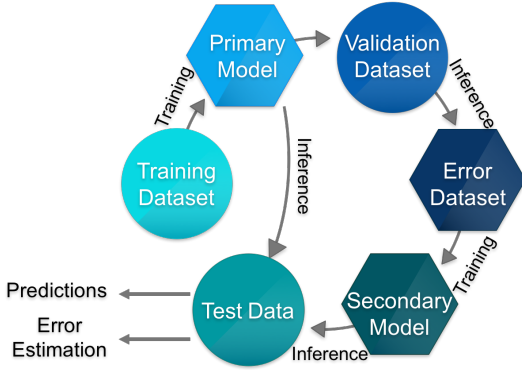 Primary
Model
Validation
Dataset
Training
Inference
Training
Dataset
Inference
Error
Dataset
Training
Secondary
Model
Inference
Test Data
Predictions
Error
Estimation